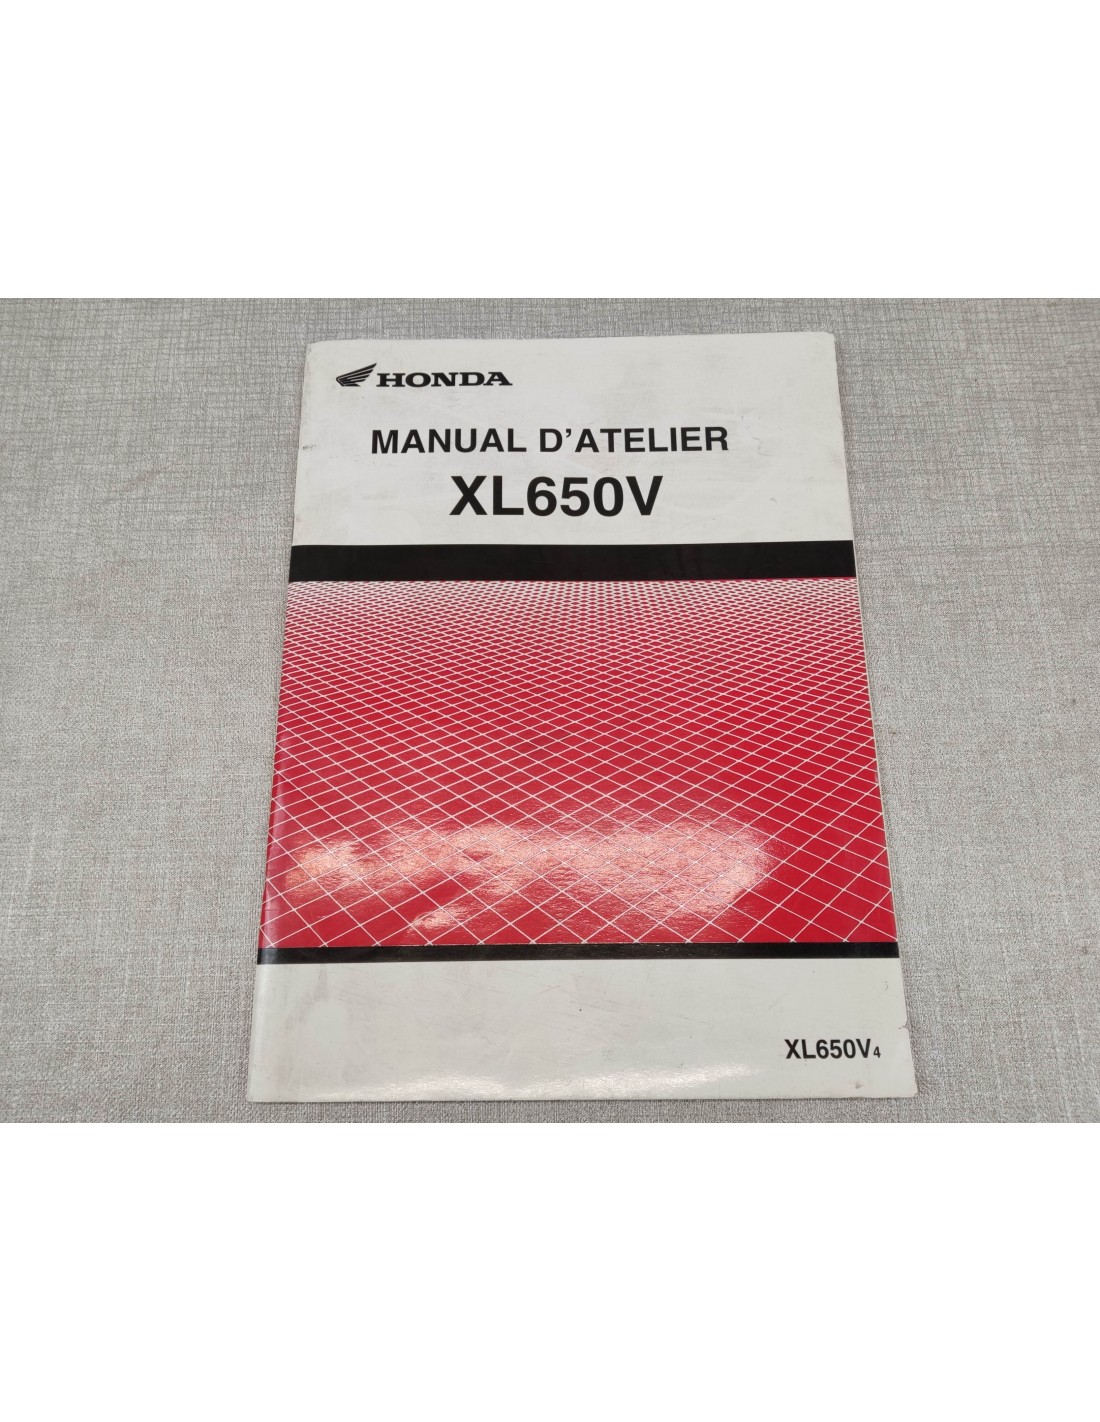 HONDA
MANUAL D'ATELIER
XL650V
XL650V4